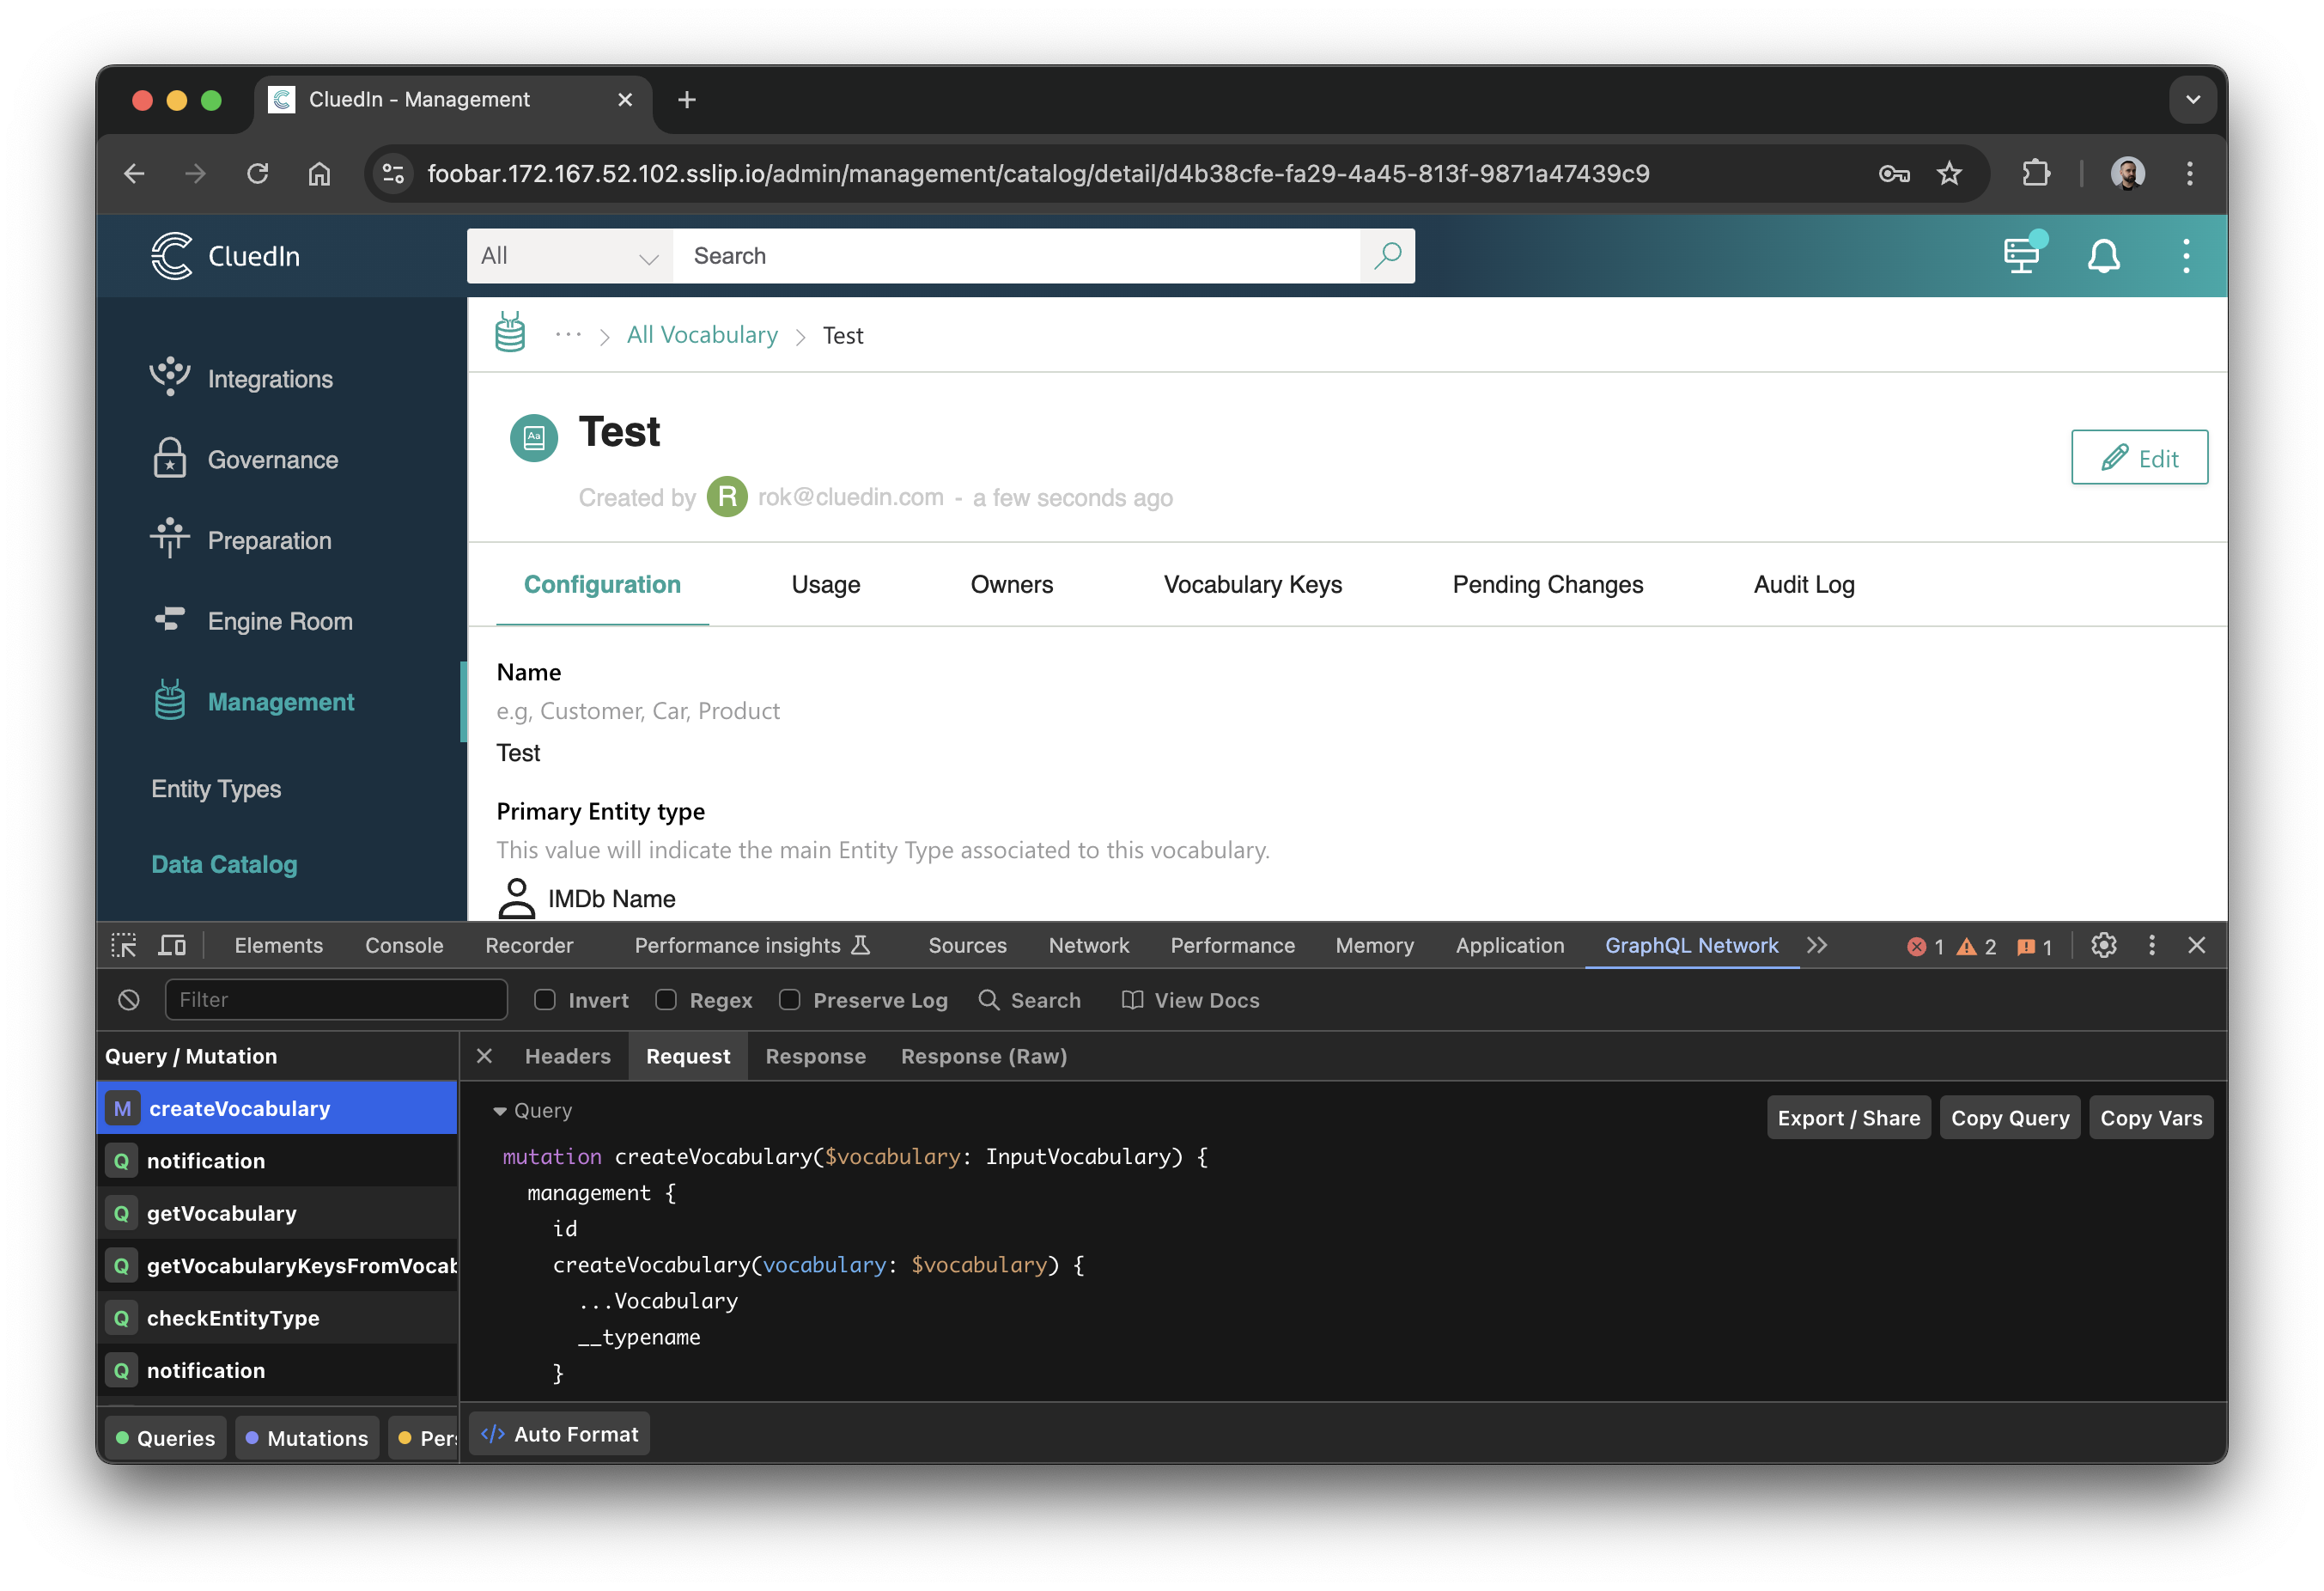 CluedIn - Management
foobar.172.167.52.102.sslip.io/admin/management/catalog/detail/d4b38cfe-fa29-4a45-813f-9871a47439c9
CluedIn
All
Search
Integrations
Governance
Preparation
Engine Room
Management
Entity Types
Data Catalog
··· > All Vocabulary > Test
Aa
Test
Created by R rok@cluedin.com - a few seconds ago
Edit
Configuration Usage Owners Vocabulary Keys Pending Changes Audit Log
Name
e.g, Customer, Car, Product
Test
Primary Entity type
This value will indicate the main Entity Type associated to this vocabulary.
IMDb Name
Elements Console Recorder Performance insights Sources Network Performance Memory Application GraphQL Network 1 2 1
Filter Invert Regex Preserve Log Search View Docs
Query / Mutation
M createVocabulary
Q notification
Q getVocabulary
Q getVocabularyKeysFromVocab
Q checkEntityType
Q notification
Queries Mutations Pers
Headers Request Response Response (Raw)
Query
Export / Share Copy Query Copy Vars
mutation createVocabulary($vocabulary: InputVocabulary) {
management {
id
createVocabulary(vocabulary: $vocabulary) {
...Vocabulary
__typename
}
</> Auto Format